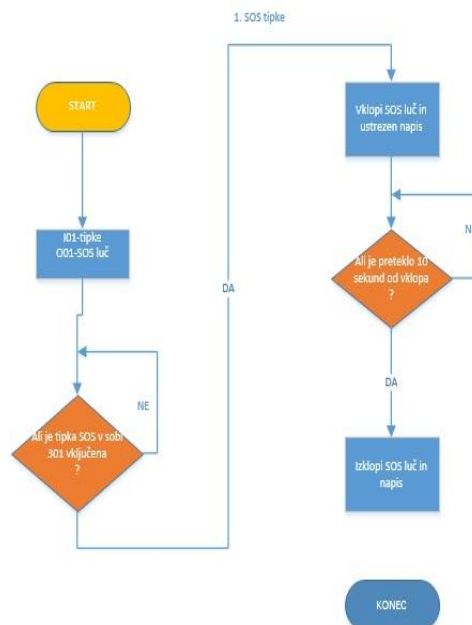 1. SOS tipke
START
I01-tipke
O01-SOS luč
NE
Ali je tipka SOS v sobi
301 vključena
?
DA
Vklopi SOS luč in
ustrezen napis
Ali je preteklo 10
sekund od vklopa
?
DA
Izklopi SOS luč in
napis
KONEC